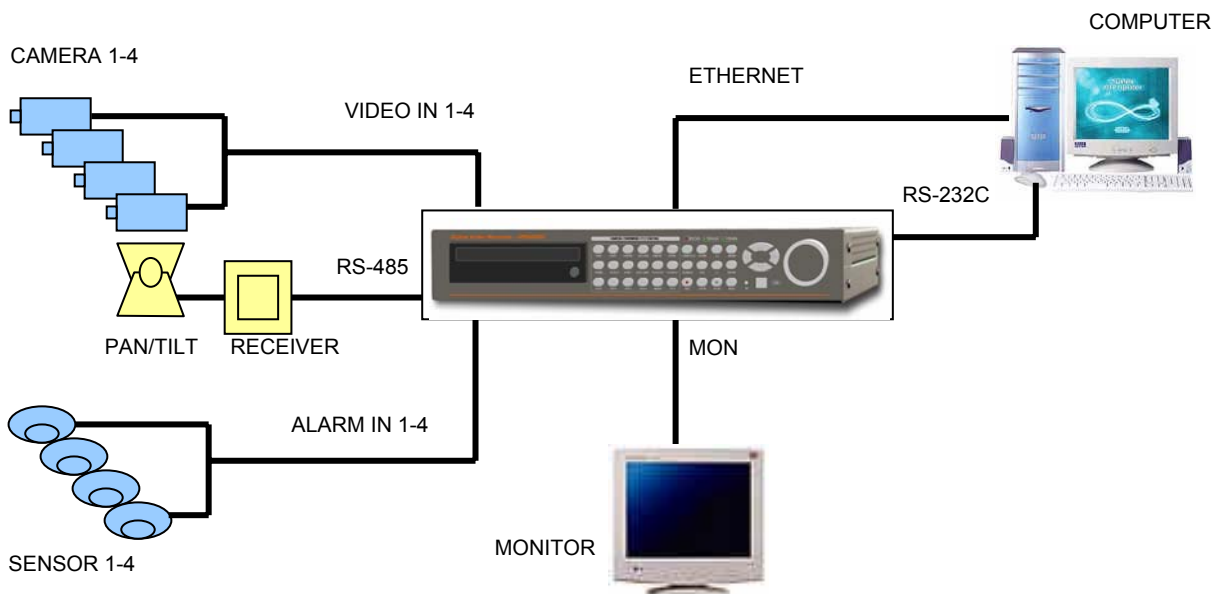 COMPUTER
CAMERA 1-4
ETHERNET
VIDEO IN 1-4
RS-232C
RS-485
PAN/TILT
RECEIVER
MON
ALARM IN 1-4
MONITOR
SENSOR 1-4